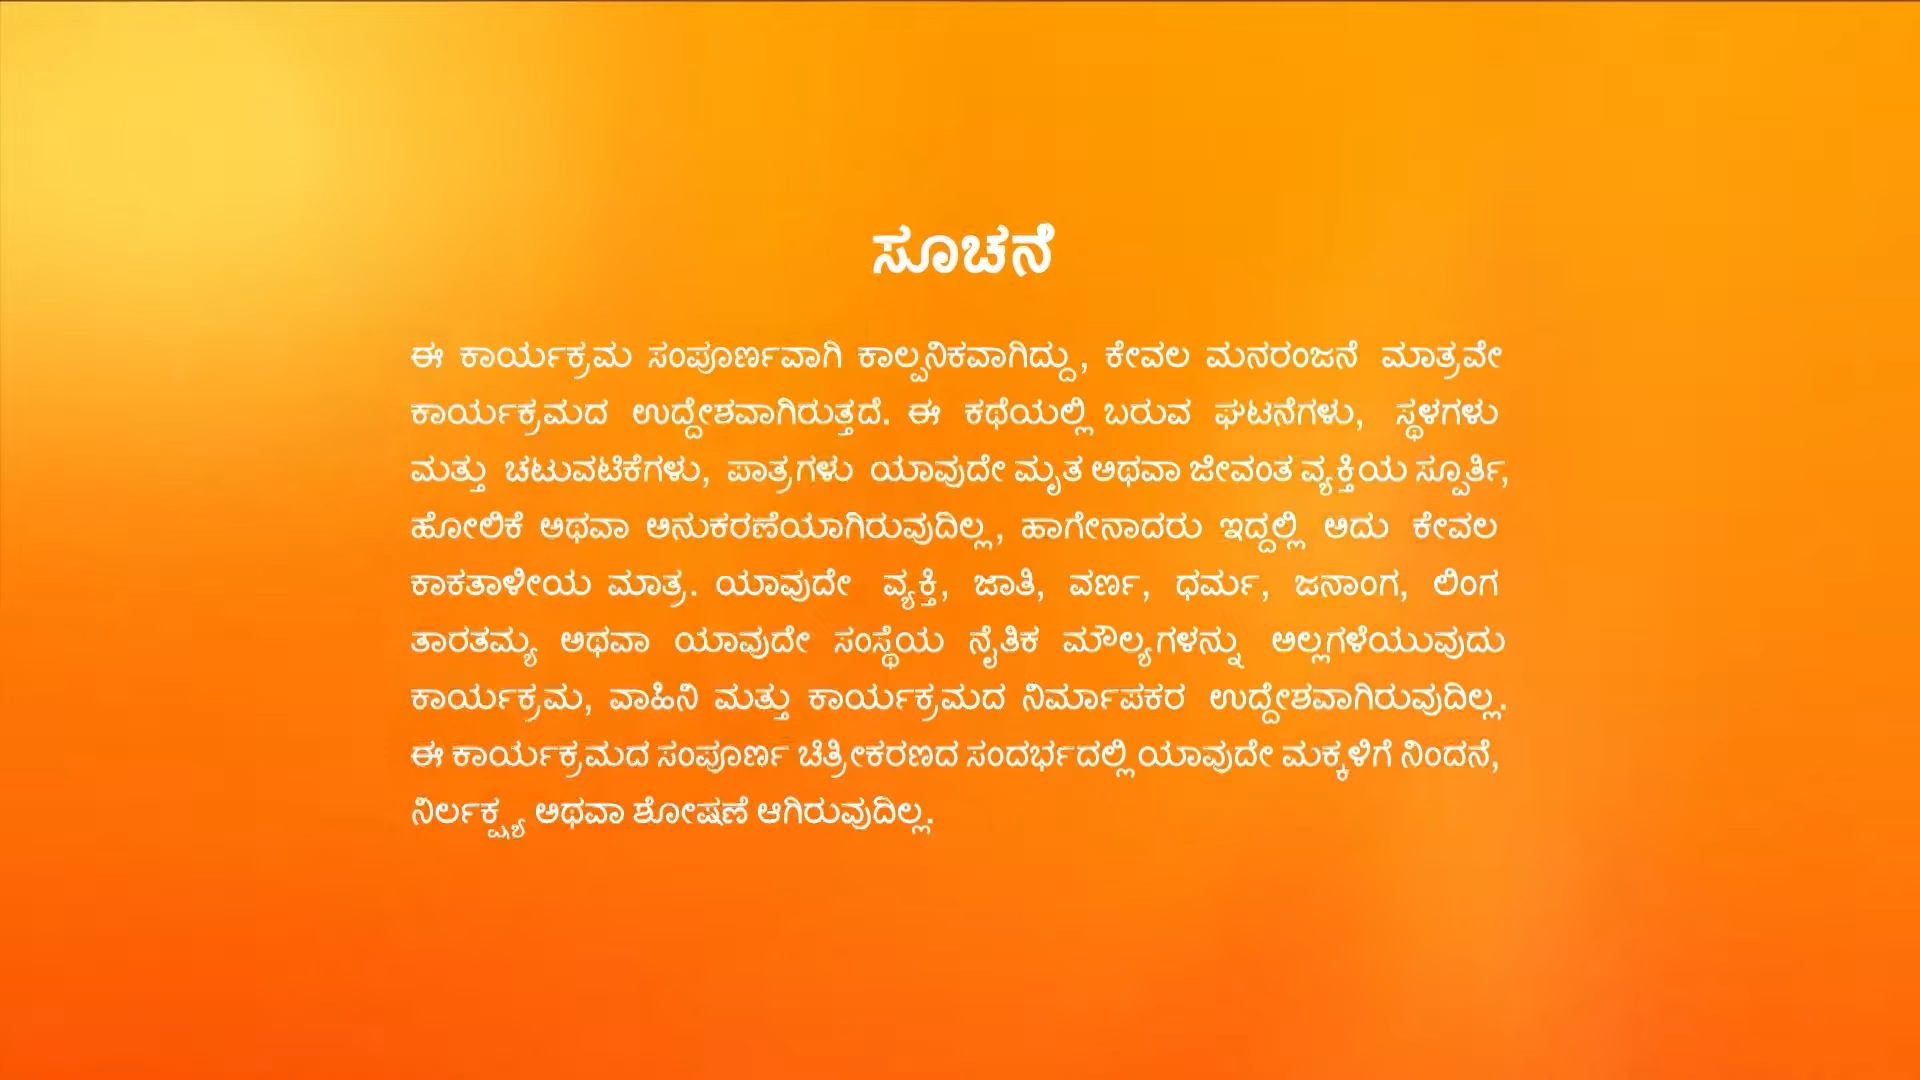 ಸೂಚನೆ
ಈ ಕಾರ್ಯಕ್ರಮ ಸಂಪೂರ್ಣವಾಗಿ ಕಾಲ್ಪನಿಕವಾಗಿದ್ದು, ಕೇವಲ ಮನರಂಜನೆ ಮಾತ್ರವೇ
ಕಾರ್ಯಕ್ರಮದ ಉದ್ದೇಶವಾಗಿರುತ್ತದೆ. ಈ ಕಥೆಯಲ್ಲಿ ಬರುವ ಘಟನೆಗಳು, ಸ್ಥಳಗಳು
ಮತ್ತು ಚಟುವಟಿಕೆಗಳು, ಪಾತ್ರಗಳು ಯಾವುದೇ ಮೃತ ಅಥವಾ ಜೀವಂತ ವ್ಯಕ್ತಿಯ ಸ್ಪೂರ್ತಿ,
ಹೋಲಿಕೆ ಅಥವಾ ಅನುಕರಣೆಯಾಗಿರುವುದಿಲ್ಲ, ಹಾಗೇನಾದರು ಇದ್ದಲ್ಲಿ ಅದು ಕೇವಲ
ಕಾಕತಾಳೀಯ ಮಾತ್ರ. ಯಾವುದೇ ವ್ಯಕ್ತಿ, ಜಾತಿ, ವರ್ಣ, ಧರ್ಮ, ಜನಾಂಗ, ಲಿಂಗ
ತಾರತಮ್ಯ ಅಥವಾ ಯಾವುದೇ ಸಂಸ್ಥೆಯ ನೈತಿಕ ಮೌಲ್ಯಗಳನ್ನು ಅಲ್ಲಗಳೆಯುವುದು
ಕಾರ್ಯಕ್ರಮ, ವಾಹಿನಿ ಮತ್ತು ಕಾರ್ಯಕ್ರಮದ ನಿರ್ಮಾಪಕರ ಉದ್ದೇಶವಾಗಿರುವುದಿಲ್ಲ.
ಈ ಕಾರ್ಯಕ್ರಮದ ಸಂಪೂರ್ಣ ಚಿತ್ರೀಕರಣದ ಸಂದರ್ಭದಲ್ಲಿ ಯಾವುದೇ ಮಕ್ಕಳಿಗೆ ನಿಂದನೆ,
ನಿರ್ಲಕ್ಷ್ಯ ಅಥವಾ ಶೋಷಣೆ ಆಗಿರುವುದಿಲ್ಲ.